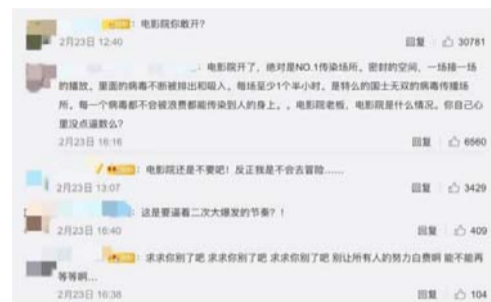 ：电影院你敢开？
2月23日 12:40 回复 30781
：电影院开了，绝对是NO.1传染场所。密封的空间、一场接一
的播放，里面的病毒不断被排出和吸入，每场至少1个半小时，是特么的国士无双的病毒传播场
所，每一个病毒都不会被浪费都能传染到人的身上。。电影院老板，电影院是什么情况，你自己心
里没点逼数么？
2月23日 16:16 回复 6560
：电影院还是不要吧！反正我是不会去冒险......
2月23日 13:07 回复 3429
：这是要逼着二次大爆发的节奏？！
2月23日 16:40 回复 409
：求求你别了吧 求求你别了吧 求求你别了吧 别让所有人的努力白费啊 能不能再
等等啊...
2月23日 16:38 回复 104